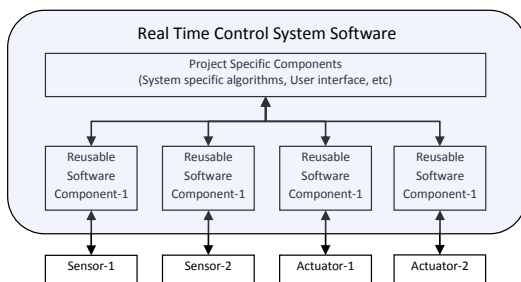 Real Time Control System Software
Project Specific Components
(System specific algorithms, User interface, etc)
Reusable
Software
Component-1
Reusable
Software
Component-1
Reusable
Software
Component-1
Reusable
Software
Component-1
Sensor-1
Sensor-2
Actuator-1
Actuator-2